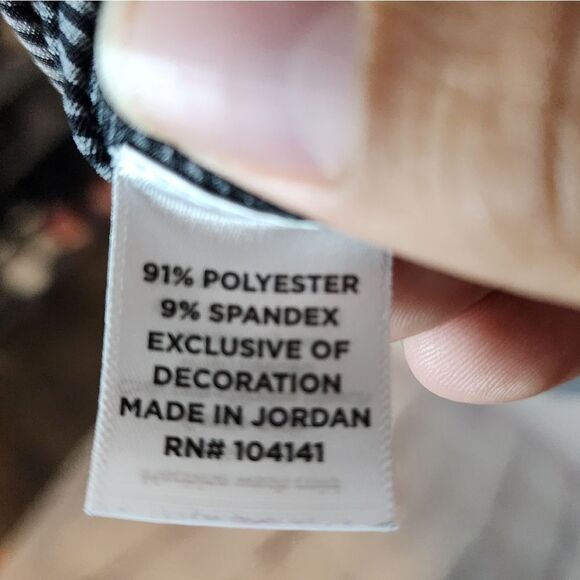 91% POLYESTER
9% SPANDEX
EXCLUSIVE OF
DECORATION
MADE IN JORDAN
RN# 104141